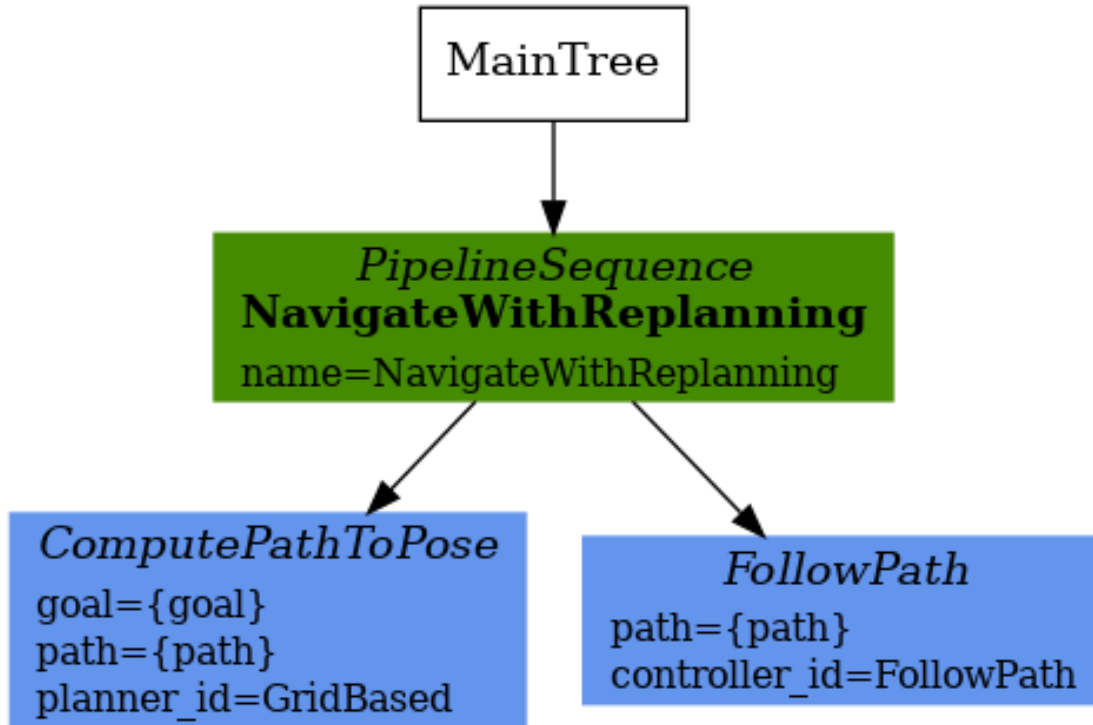 MainTree
PipelineSequence
NavigateWithReplanning
name=NavigateWithReplanning
ComputePathToPose
goal={goal}
path={path}
planner_id=GridBased
FollowPath
path={path}
controller_id=FollowPath